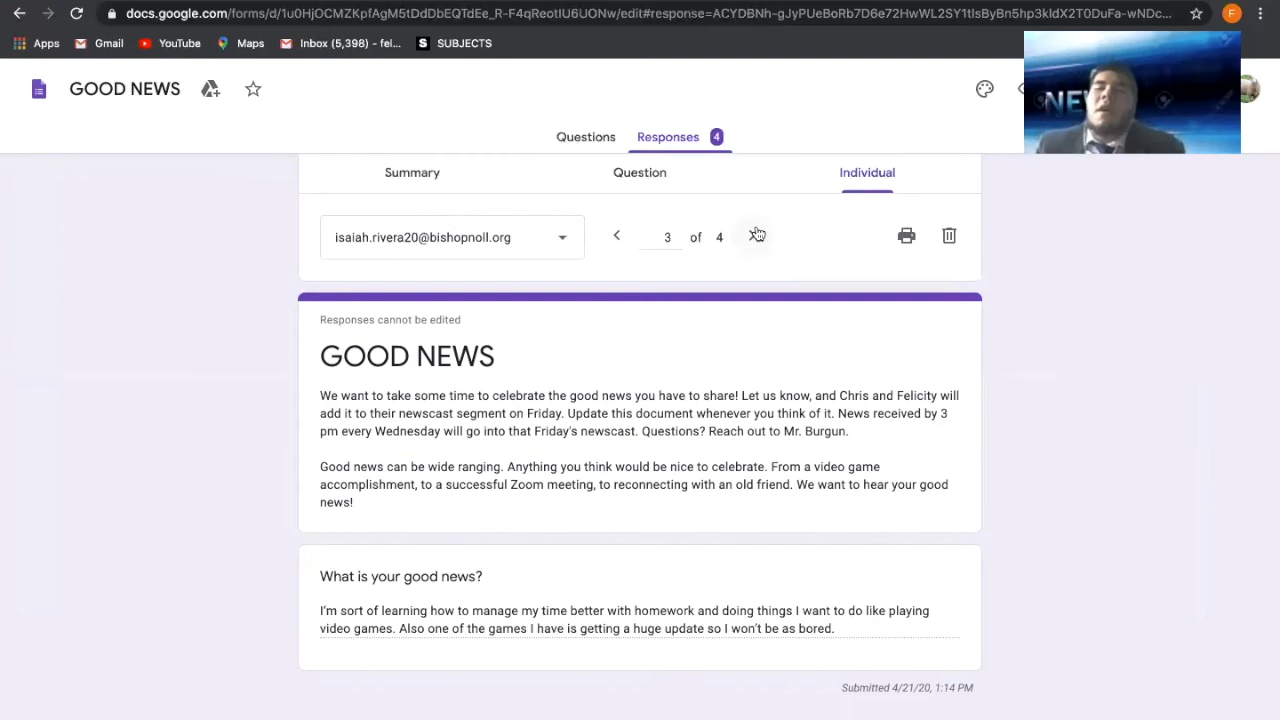 docs.google.com/forms/d/1u0HjOCMZKpfAgM5tDdDbEQTdEe_R-F4qReotIU6UONw/edit#response=ACYDBNh-gJyPUeBoRb7D6e72HwWL2SY1tlsByBn5hp3kIdX2T0DuFa-wNDc...
F
Apps Gmail YouTube Maps Inbox (5,398) - fel... S SUBJECTS
GOOD NEWS
NEW
Questions Responses 4
Summary Question Individual
isaiah.rivera20@bishopnoll.org 3 of 4
Responses cannot be edited
GOOD NEWS
We want to take some time to celebrate the good news you have to share! Let us know, and Chris and Felicity will
add it to their newscast segment on Friday. Update this document whenever you think of it. News received by 3
pm every Wednesday will go into that Friday's newscast. Questions? Reach out to Mr. Burgun.
Good news can be wide ranging. Anything you think would be nice to celebrate. From a video game
accomplishment, to a successful Zoom meeting, to reconnecting with an old friend. We want to hear your good
news!
What is your good news?
I'm sort of learning how to manage my time better with homework and doing things I want to do like playing
video games. Also one of the games I have is getting a huge update so I won't be as bored.
Submitted 4/21/20, 1:14 PM